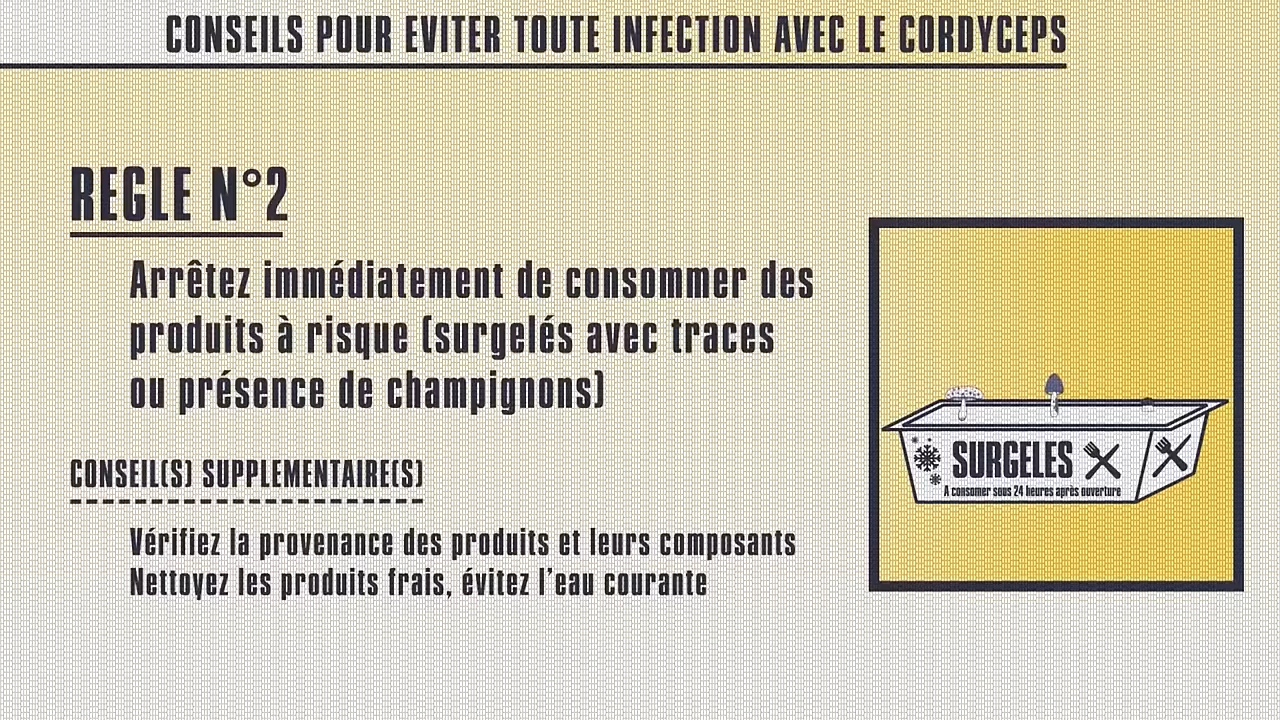 CONSEILS POUR EVITER TOUTE INFECTION AVEC LE CORDYCEPS
REGLE N°2
Arrêtez immédiatement de consommer des
produits à risque (surgelés avec traces
ou présence de champignons)
CONSEIL(S) SUPPLEMENTAIRE(S)
Vérifiez la provenance des produits et leurs composants
Nettoyez les produits frais, évitez l'eau courante
SURGELES
A consomer sous 24 heures après ouverture